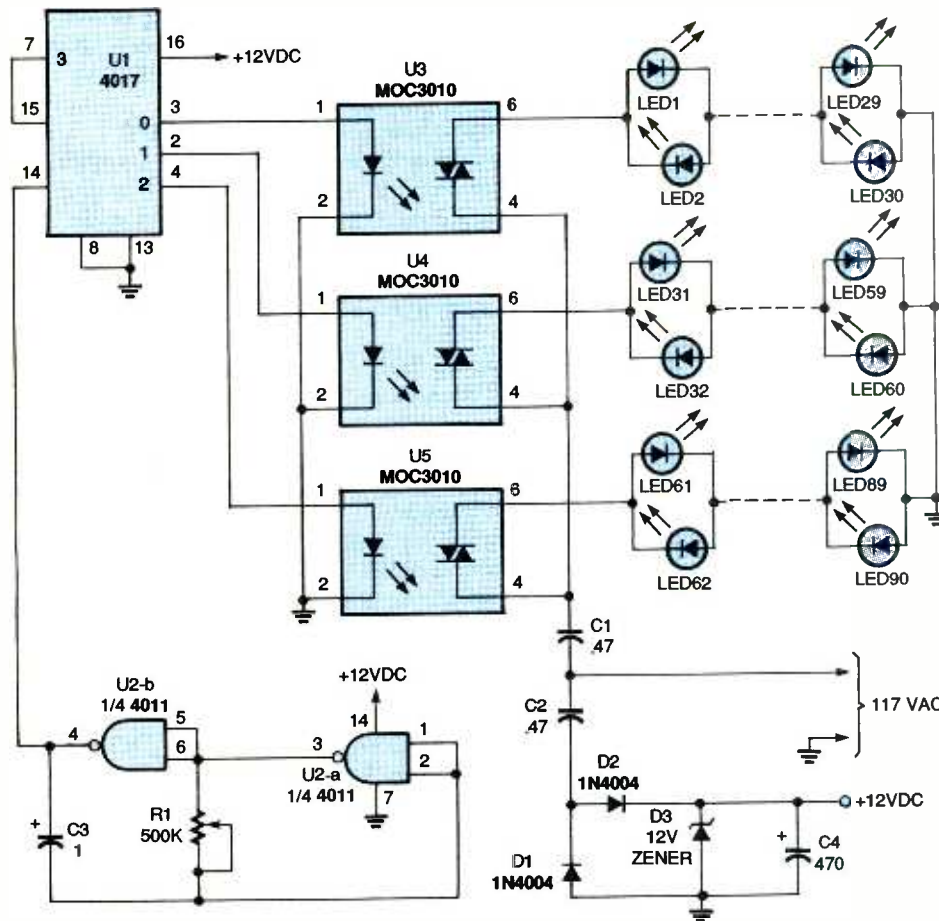 U1
4017
7
3
15
14
16
+12VDC
3
0
2
1
4
2
8
13
U3
MOC3010
1
6
2
4
U4
MOC3010
1
6
2
4
U5
MOC3010
1
6
2
4
LED1
LED2
LED29
LED30
LED31
LED32
LED59
LED60
LED61
LED62
LED89
LED90
C1
.47
C2
.47
117 VAC
D2
1N4004
+12VDC
D3
12V
ZENER
+
C4
470
D1
1N4004
U2-b
1/4 4011
4
5
6
+12VDC
14
3
1
2
U2-a
1/4 4011
7
R1
500K
+
C3
1